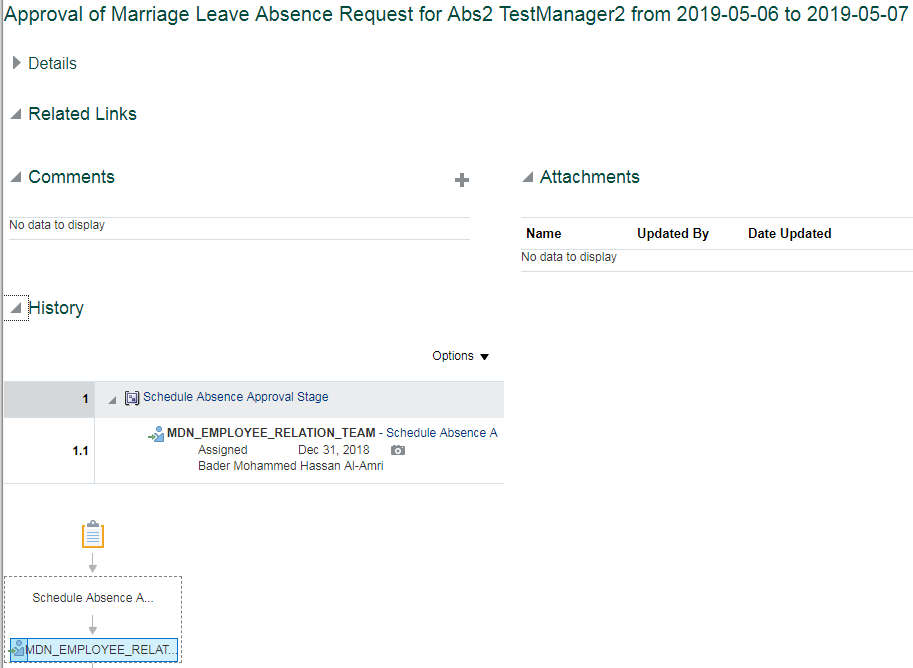 Approval of Marriage Leave Absence Request for Abs2 TestManager2 from 2019-05-06 to 2019-05-07
Details
Related Links
Comments
No data to display
Attachments
Name Updated By Date Updated
No data to display
History
Options
1 Schedule Absence Approval Stage
1.1 MDN_EMPLOYEE_RELATION_TEAM - Schedule Absence A
Assigned Dec 31, 2018
Bader Mohammed Hassan Al-Amri
Schedule Absence A...
MDN_EMPLOYEE_RELAT...